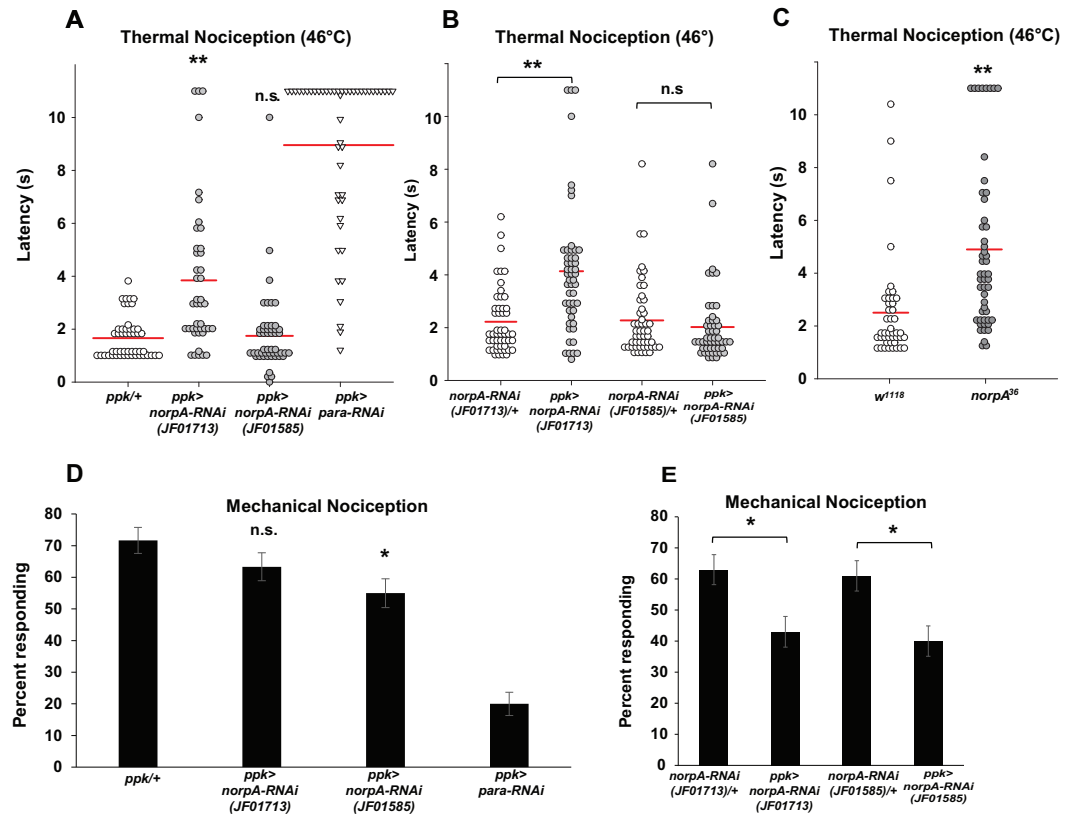 A
Thermal Nociception (46°C)
**
n.s.
Latency (s)
10
8
6
4
2
0
ppk/+
ppk>
norpA-RNAi
(JF01713)
ppk>
norpA-RNAi
(JF01585)
ppk>
para-RNAi
B
Thermal Nociception (46°)
**
n.s
Latency (s)
10
8
6
4
2
0
norpA-RNAi
(JF01713)/+
ppk>
norpA-RNAi
(JF01713)
norpA-RNAi
(JF01585)/+
ppk>
norpA-RNAi
(JF01585)
C
Thermal Nociception (46°C)
**
Latency (s)
12
10
8
6
4
2
0
w1118
norpA36
D
Mechanical Nociception
n.s.
*
Percent responding
80
70
60
50
40
30
20
10
0
ppk/+
ppk>
norpA-RNAi
(JF01713)
ppk>
norpA-RNAi
(JF01585)
ppk>
para-RNAi
E
Mechanical Nociception
*
*
Percent responding
80
70
60
50
40
30
20
10
0
norpA-RNAi
(JF01713)/+
ppk>
norpA-RNAi
(JF01713)
norpA-RNAi
(JF01585)/+
ppk>
norpA-RNAi
(JF01585)